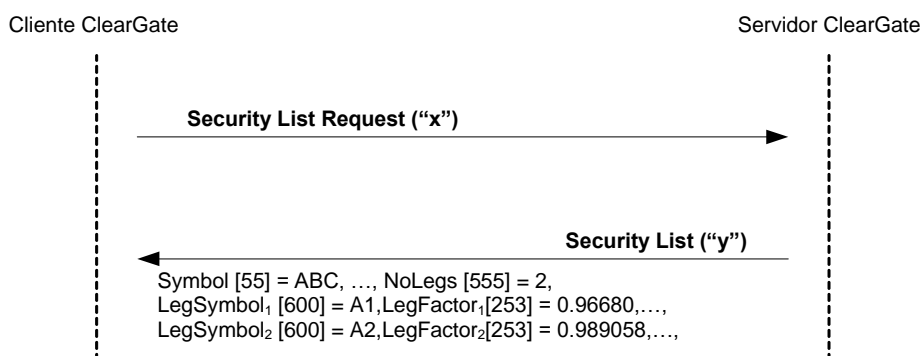 Cliente ClearGate
Servidor ClearGate
Security List Request (“x”)
Security List (“y”)
Symbol [55] = ABC, …, NoLegs [555] = 2,
LegSymbol₁ [600] = A1,LegFactor₁[253] = 0.96680,…,
LegSymbol₂ [600] = A2,LegFactor₂[253] = 0.989058,…,